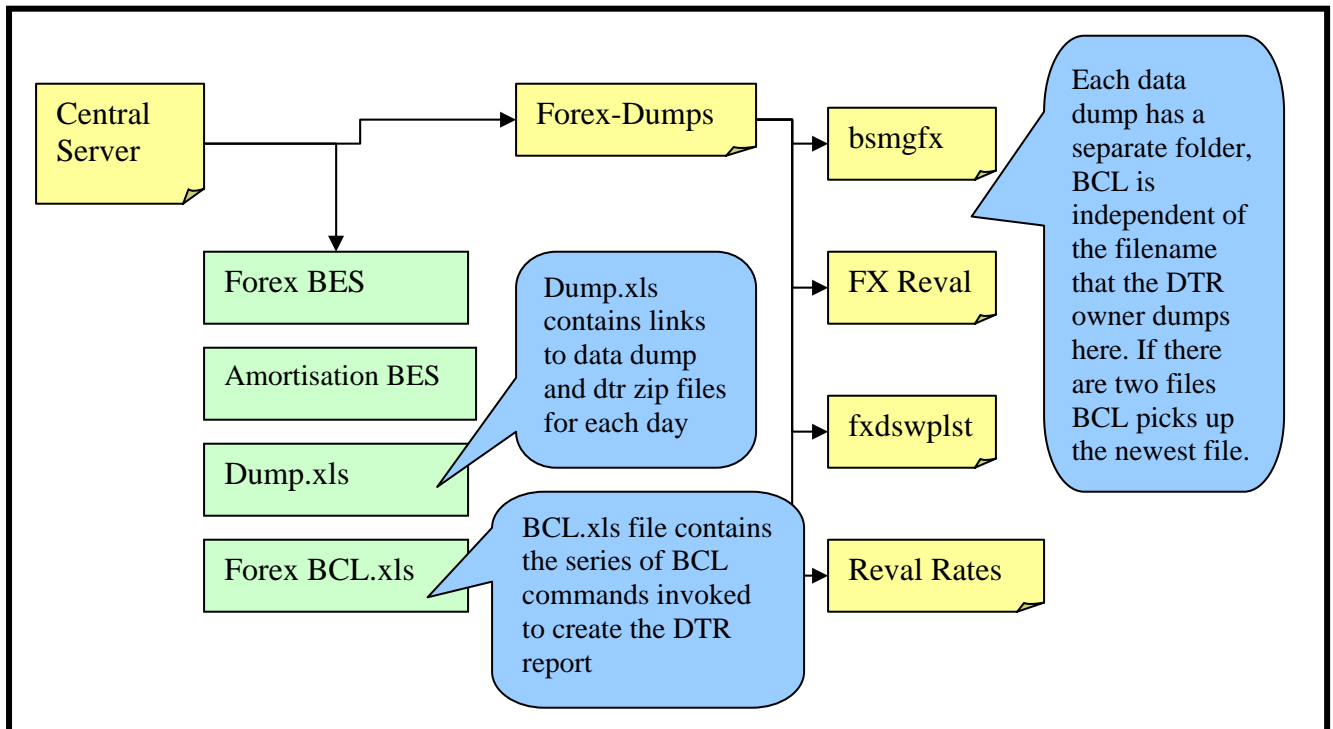 Central
Server
Forex-Dumps
bsmgfx
Each data
dump has a
separate folder,
BCL is
independent of
the filename
that the DTR
owner dumps
here. If there
are two files
BCL picks up
the newest file.
Forex BES
Amortisation BES
Dump.xls
Forex BCL.xls
Dump.xls
contains links
to data dump
and dtr zip files
for each day
BCL.xls file contains
the series of BCL
commands invoked
to create the DTR
report
FX Reval
fxdswplst
Reval Rates